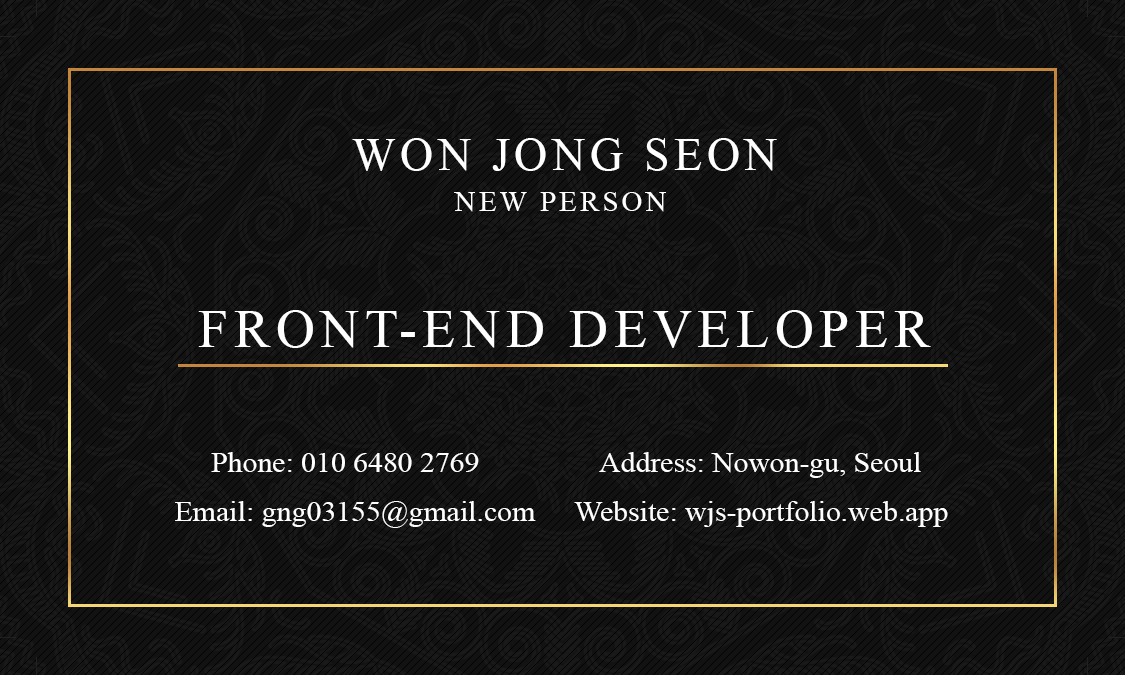 WON JONG SEON
NEW PERSON
FRONT-END DEVELOPER
Phone: 010 6480 2769
Address: Nowon-gu, Seoul
Email: gng03155@gmail.com
Website: wjs-portfolio.web.app